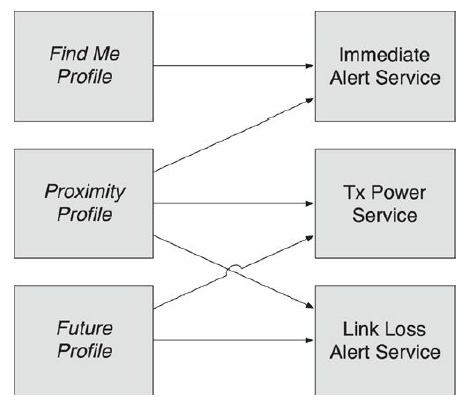 Find Me
Profile
Immediate
Alert Service
Proximity
Profile
Tx Power
Service
Future
Profile
Link Loss
Alert Service